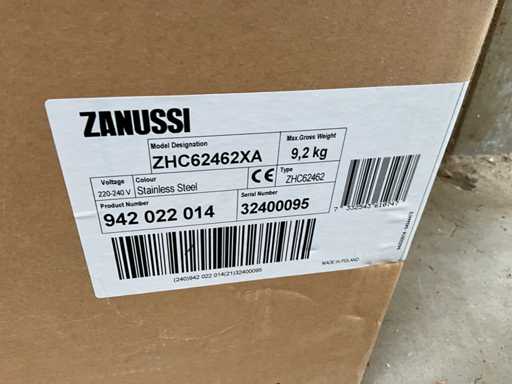 ZANUSSI
Model Designation
ZHC62462XA
Max.Gross Weight
9,2 kg
Voltage
220-240 V
Colour
Stainless Steel
CE
Type
ZHC62462
Product Number
942 022 014
Serial Number
32400095
(240)942 022 014(21)32400095
MADE IN POLAND